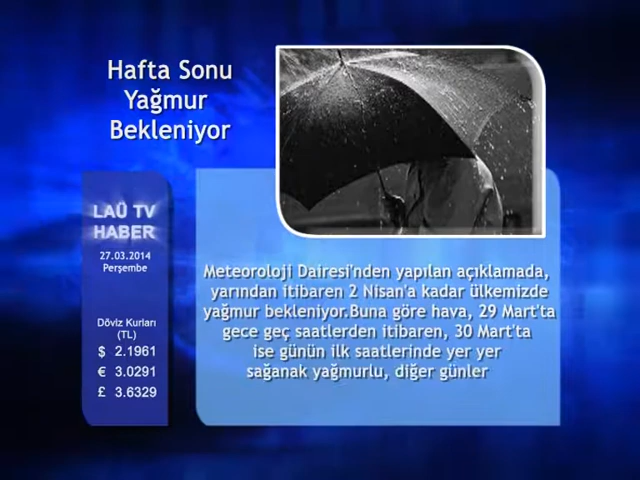 Hafta Sonu
Yağmur
Bekleniyor
LAÜ TV
HABER
27.03.2014
Perşembe
Döviz Kurları
(TL)
$ 2.1961
€ 3.0291
£ 3.6329
Meteoroloji Dairesi'nden yapılan açıklamada,
yarından itibaren 2 Nisan'a kadar ülkemizde
yağmur bekleniyor.Buna göre hava, 29 Mart'ta
gece geç saatlerden itibaren, 30 Mart'ta
ise günün ilk saatlerinde yer yer
sağanak yağmurlu, diğer günler